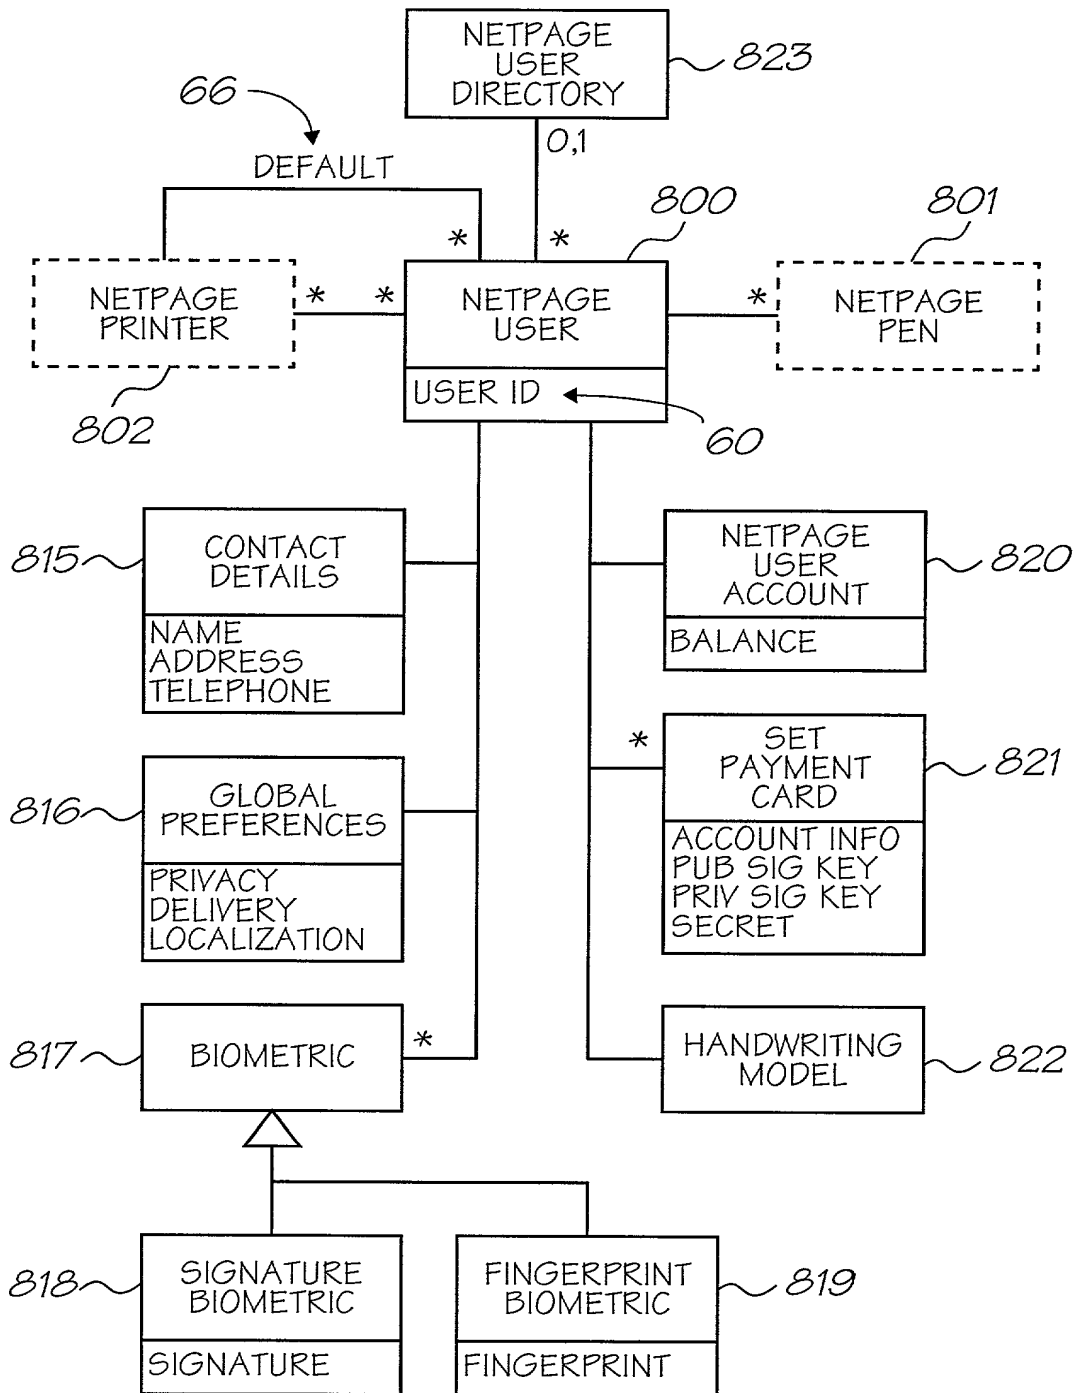 NETPAGE
USER
DIRECTORY
823
66
0,1
DEFAULT
800
801
*
*
NETPAGE
PRINTER
*
*
NETPAGE
USER
*
NETPAGE
PEN
USER ID
802
60
815
CONTACT
DETAILS
NAME
ADDRESS
TELEPHONE
NETPAGE
USER
ACCOUNT
820
BALANCE
816
GLOBAL
PREFERENCES
PRIVACY
DELIVERY
LOCALIZATION
*
SET
PAYMENT
CARD
821
ACCOUNT INFO
PUB SIG KEY
PRIV SIG KEY
SECRET
817
BIOMETRIC
*
HANDWRITING
MODEL
822
818
SIGNATURE
BIOMETRIC
SIGNATURE
FINGERPRINT
BIOMETRIC
819
FINGERPRINT